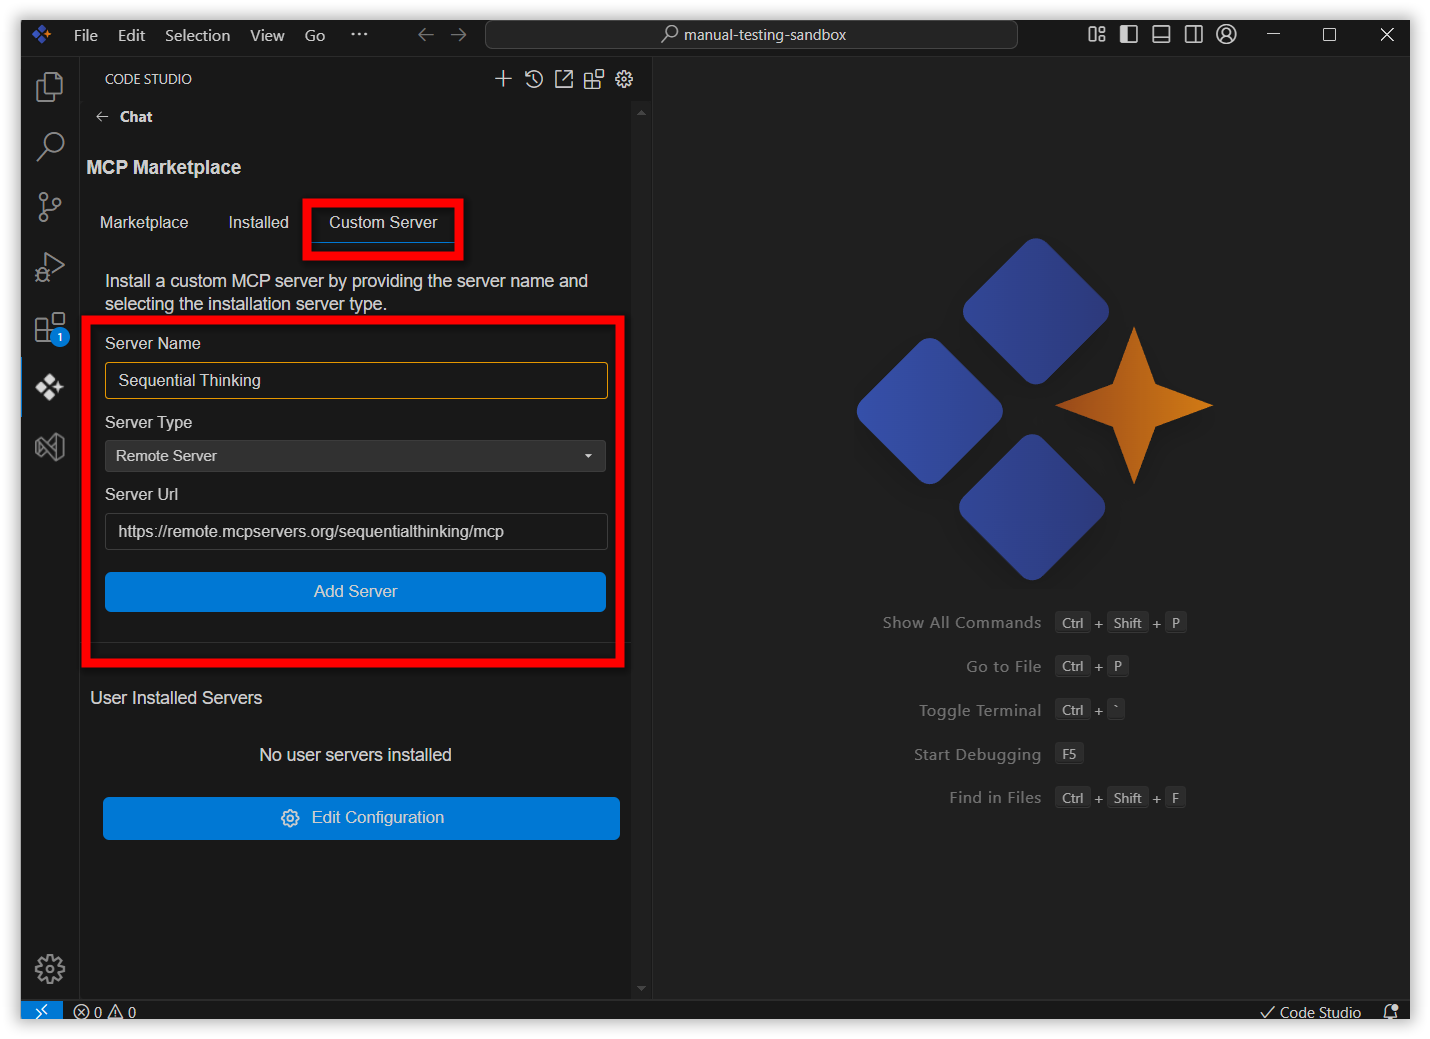 File Edit Selection View Go ···
manual-testing-sandbox
CODE STUDIO
Chat
MCP Marketplace
Marketplace Installed Custom Server
Install a custom MCP server by providing the server name and
selecting the installation server type.
Server Name
Sequential Thinking
Server Type
Remote Server
Server Url
https://remote.mcpservers.org/sequentialthinking/mcp
Add Server
User Installed Servers
No user servers installed
Edit Configuration
1
Show All Commands Ctrl + Shift + P
Go to File Ctrl + P
Toggle Terminal Ctrl + `
Start Debugging F5
Find in Files Ctrl + Shift + F
0 0
Code Studio